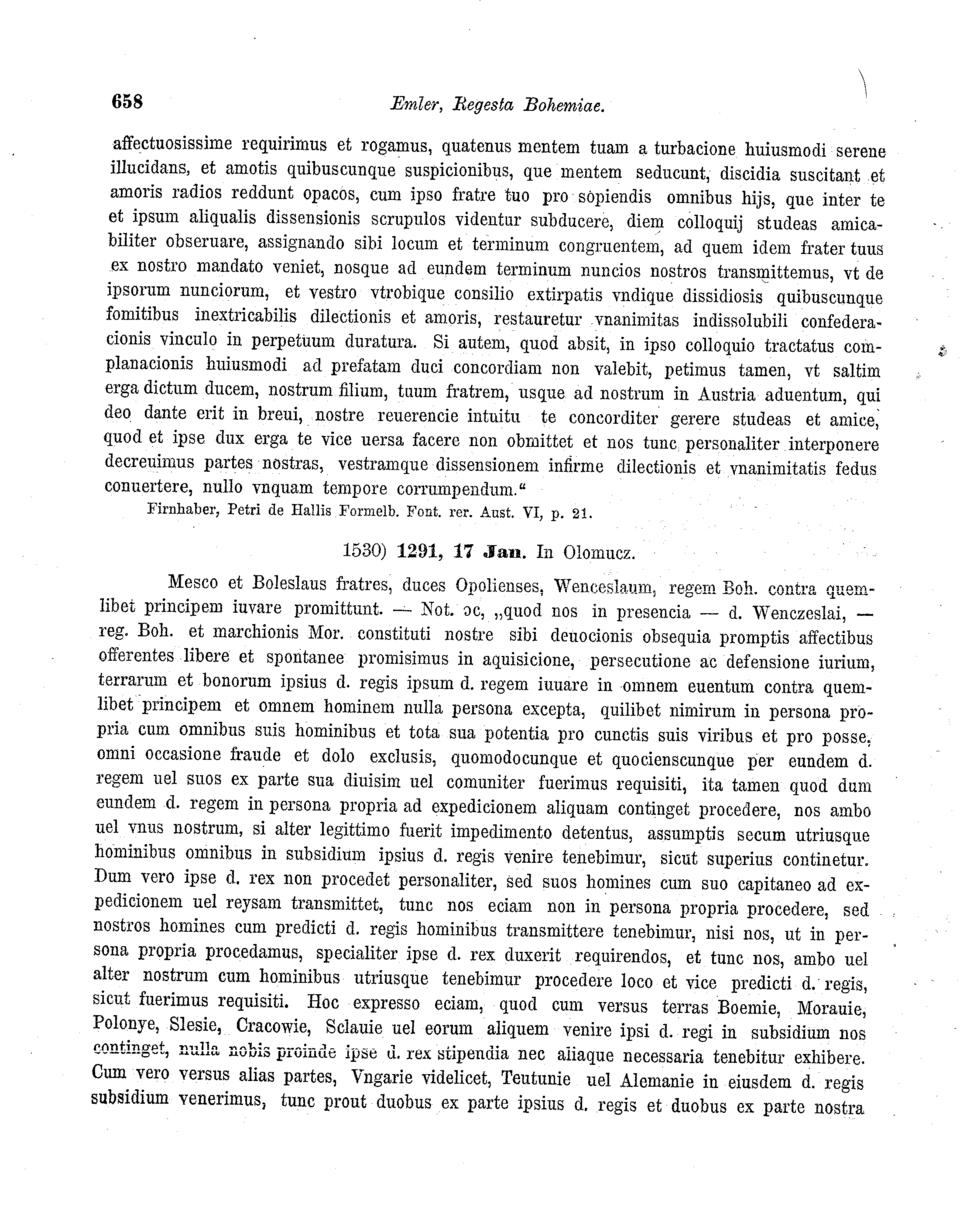 658 Emler, Regesta Bohemiae.
affectuosissime requirimus et rogamus, quatenus mentem tuam a turbacione huiusmodi serene
illucidans, et amotis quibuscunque suspicionibus, que mentem seducunt, discidia suscitant et
amoris radios reddunt opacos, cum ipso fratre tuo pro sopiendis omnibus hijs, que inter te
et ipsum aliqualis dissensionis scrupulos videntur subducere, diem colloquij studeas amica-
biliter obseruare, assignando sibi locum et terminum congruentem, ad quem idem frater tuus
ex nostro mandato veniet, nosque ad eundem terminum nuncios nostros transmittemus, vt de
ipsorum nunciorum, et vestro vtrobique consilio extirpatis vndique dissidiosis quibuscunque
fomitibus inextricabilis dilectionis et amoris, restauretur vnanimitas indissolubili confedera-
cionis vinculo in perpetuum duratura. Si autem, quod absit, in ipso colloquio tractatus com-
planacionis huiusmodi ad prefatam duci concordiam non valebit, petimus tamen, vt saltim
erga dictum ducem, nostrum filium, tuum fratrem, usque ad nostrum in Austria aduentum, qui
deo dante erit in breui, nostre reuerencie intuitu te concorditer gerere studeas et amice,
quod et ipse dux erga te vice uersa facere non obmittet et nos tunc personaliter interponere
decreuimus partes nostras, vestramque dissensionem infirme dilectionis et vnanimitatis fedus
conuertere, nullo vnquam tempore corrumpendum.“
Firnhaber, Petri de Hallis Formelb. Font. rer. Aust. VI, p. 21.
1530) 1291, 17 Jan. In Olomucz.
Mesco et Boleslaus fratres, duces Opolienses, Wenceslaum, regem Boh. contra quem-
libet principem iuvare promittunt. — Not. ɔc, „quod nos in presencia — d. Wenczeslai, —
reg. Boh. et marchionis Mor. constituti nostre sibi deuocionis obsequia promptis affectibus
offerentes libere et spontanee promisimus in aquisicione, persecutione ac defensione iurium,
terrarum et bonorum ipsius d. regis ipsum d. regem iuuare in omnem euentum contra quem-
libet principem et omnem hominem nulla persona excepta, quilibet nimirum in persona pro-
pria cum omnibus suis hominibus et tota sua potentia pro cunctis suis viribus et pro posse,
omni occasione fraude et dolo exclusis, quomodocunque et quocienscunque per eundem d.
regem uel suos ex parte sua diuisim uel comuniter fuerimus requisiti, ita tamen quod dum
eundem d. regem in persona propria ad expedicionem aliquam continget procedere, nos ambo
uel vnus nostrum, si alter legittimo fuerit impedimento detentus, assumptis secum utriusque
hominibus omnibus in subsidium ipsius d. regis venire tenebimur, sicut superius continetur.
Dum vero ipse d. rex non procedet personaliter, sed suos homines cum suo capitaneo ad ex-
pedicionem uel reysam transmittet, tunc nos eciam non in persona propria procedere, sed
nostros homines cum predicti d. regis hominibus transmittere tenebimur, nisi nos, ut in per-
sona propria procedamus, specialiter ipse d. rex duxerit requirendos, et tunc nos, ambo uel
alter nostrum cum hominibus utriusque tenebimur procedere loco et vice predicti d. regis,
sicut fuerimus requisiti. Hoc expresso eciam, quod cum versus terras Boemie, Morauie,
Polonye, Slesie, Cracowie, Sclauie uel eorum aliquem venire ipsi d. regi in subsidium nos
continget, nulla nobis proinde ipse d. rex stipendia nec aliaque necessaria tenebitur exhibere.
Cum vero versus alias partes, Vngarie videlicet, Teutunie uel Alemanie in eiusdem d. regis
subsidium venerimus, tunc prout duobus ex parte ipsius d. regis et duobus ex parte nostra